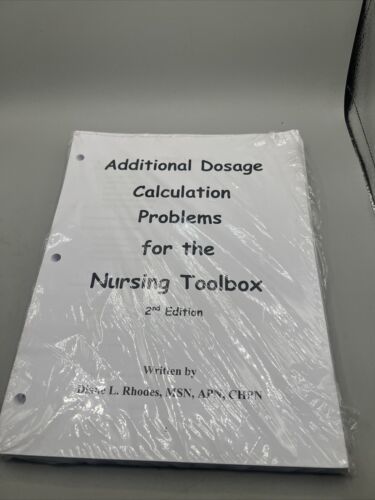 Additional Dosage
Calculation
Problems
for the
Nursing Toolbox
2nd Edition
Written by
Diane L. Rhodes, MSN, APN, CHPN